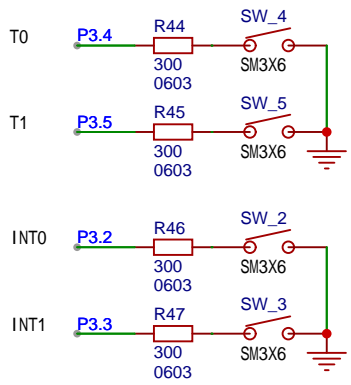 T0 P3.4 R44 SW_4
300 SM3X6
0603
T1 P3.5 R45 SW_5
300 SM3X6
0603
INT0 P3.2 R46 SW_2
300 SM3X6
0603
INT1 P3.3 R47 SW_3
300 SM3X6
0603